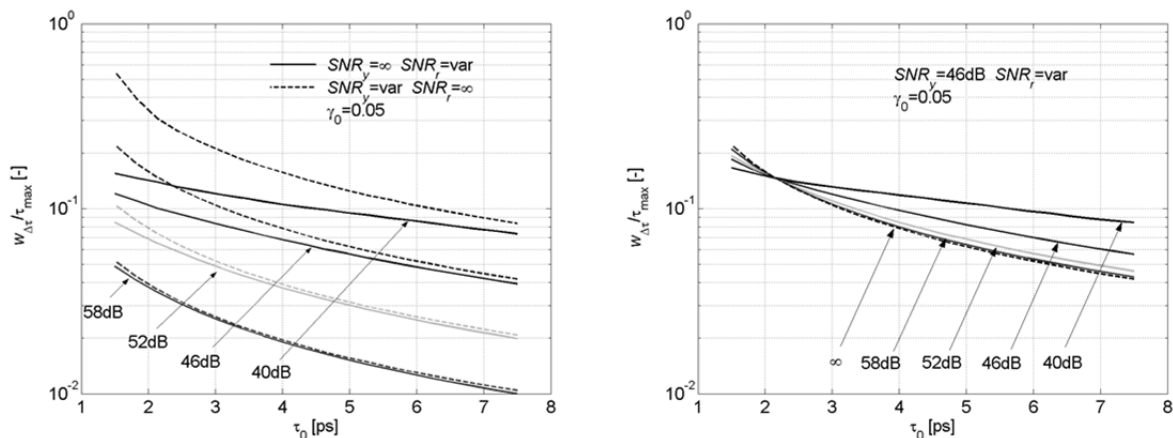 10^0
10^-1
10^-2
w_Δτ/τ_max [-]
SNR_y=∞ SNR_r=var
SNR_y=var SNR_r=∞
γ_0=0.05
58dB
52dB
46dB
40dB
1 2 3 4 5 6 7 8
τ_0 [ps]
10^0
10^-1
10^-2
w_Δτ/τ_max [-]
SNR_y=46dB SNR_r=var
γ_0=0.05
∞ 58dB 52dB 46dB 40dB
1 2 3 4 5 6 7 8
τ_0 [ps]